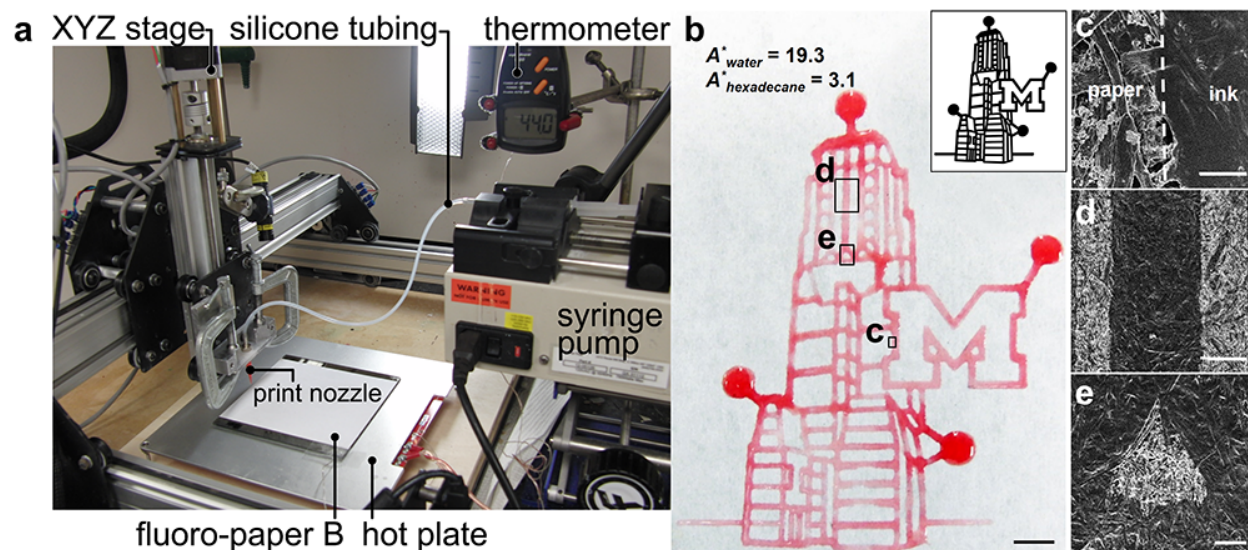 a
XYZ stage silicone tubing thermometer
44.0
WARNING
syringe
pump
print nozzle
fluoro-paper B hot plate
b
A*water = 19.3
A*hexadecane = 3.1
M
d
e
c
M
c
paper ink
d
e